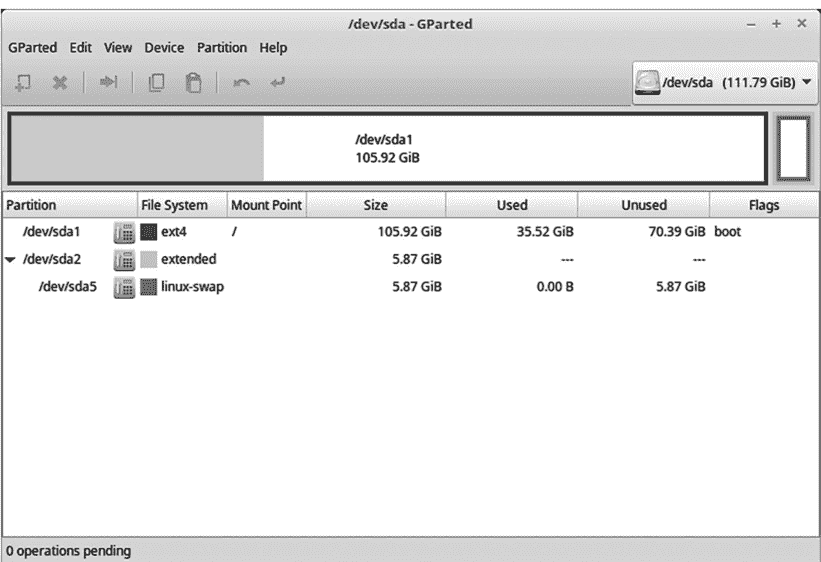 /dev/sda - GParted
GParted Edit View Device Partition Help
/dev/sda (111.79 GiB)
/dev/sda1
105.92 GiB
Partition File System Mount Point Size Used Unused Flags
/dev/sda1 ext4 / 105.92 GiB 35.52 GiB 70.39 GiB boot
/dev/sda2 extended 5.87 GiB --- ---
/dev/sda5 linux-swap 5.87 GiB 0.00 B 5.87 GiB
0 operations pending